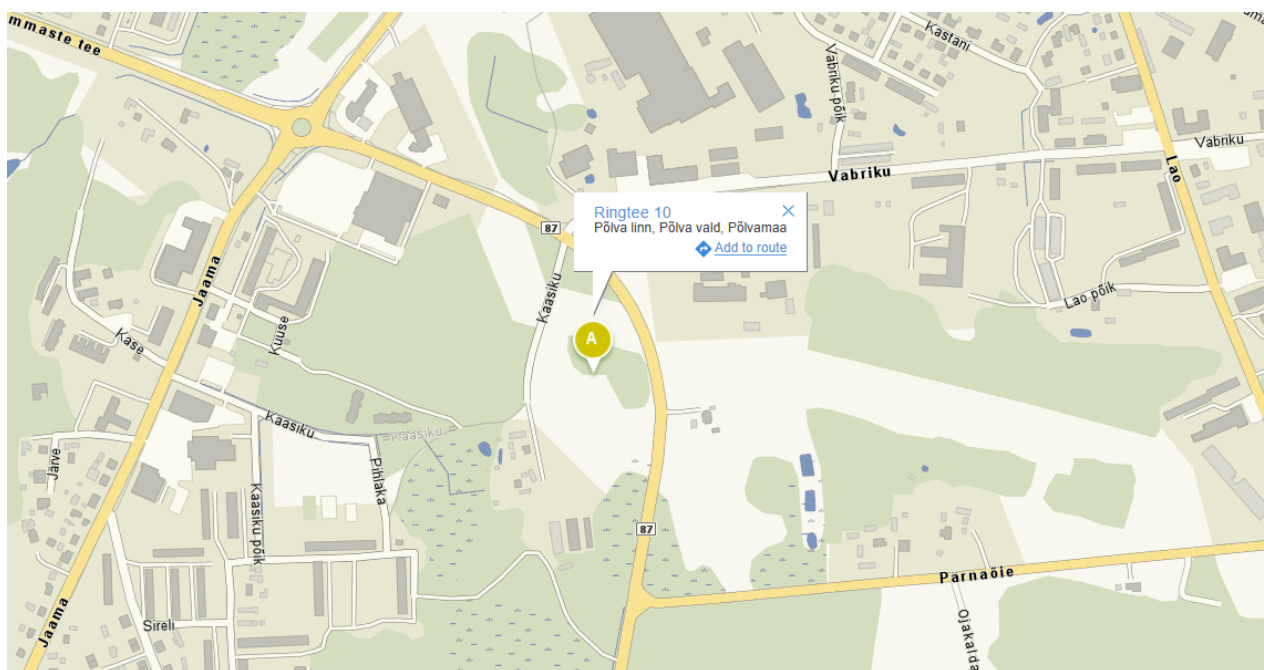 mmaste tee
Kastani
Vabriku põik
Vabriku
Vabriku
Lao
Ringtee 10
Põlva linn, Põlva vald, Põlvamaa
Add to route
87
Jaama
Kaasiku
A
Lao põik
Kase
Kuuse
Kaasiku
Kaasiku
Järve
Pihlaka
Kaasiku põik
87
Pärnaõie
Ojakalda
Sireli
Jaama